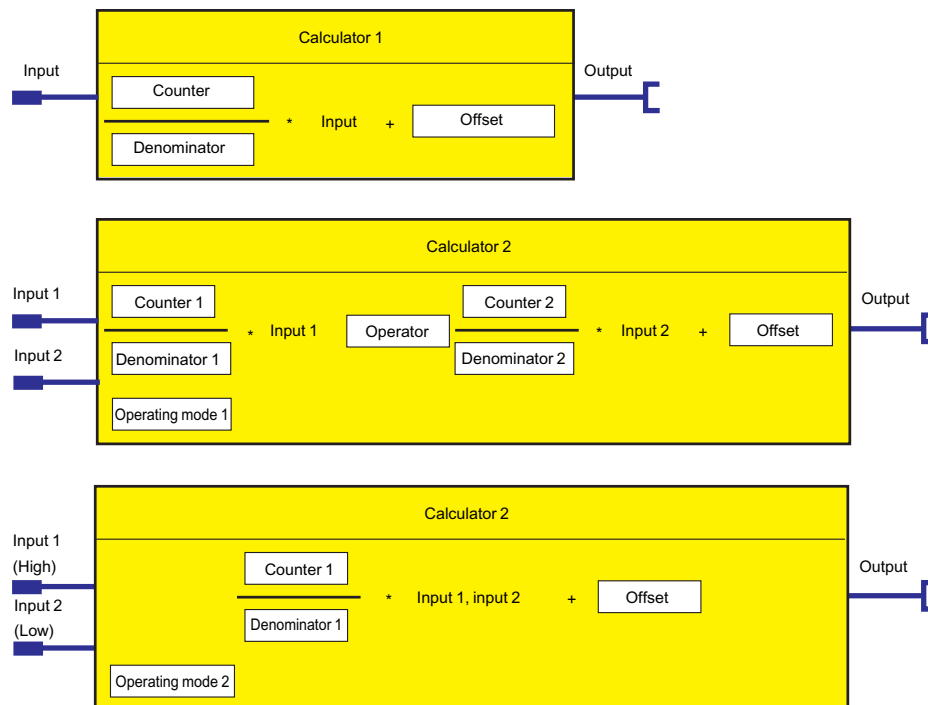 Calculator 1
Input
Output
Counter
Denominator
* Input + Offset
Calculator 2
Input 1
Input 2
Output
Counter 1
Denominator 1
* Input 1 Operator
Counter 2
Denominator 2
* Input 2 + Offset
Operating mode 1
Calculator 2
Input 1
(High)
Input 2
(Low)
Output
Counter 1
Denominator 1
* Input 1, input 2 + Offset
Operating mode 2